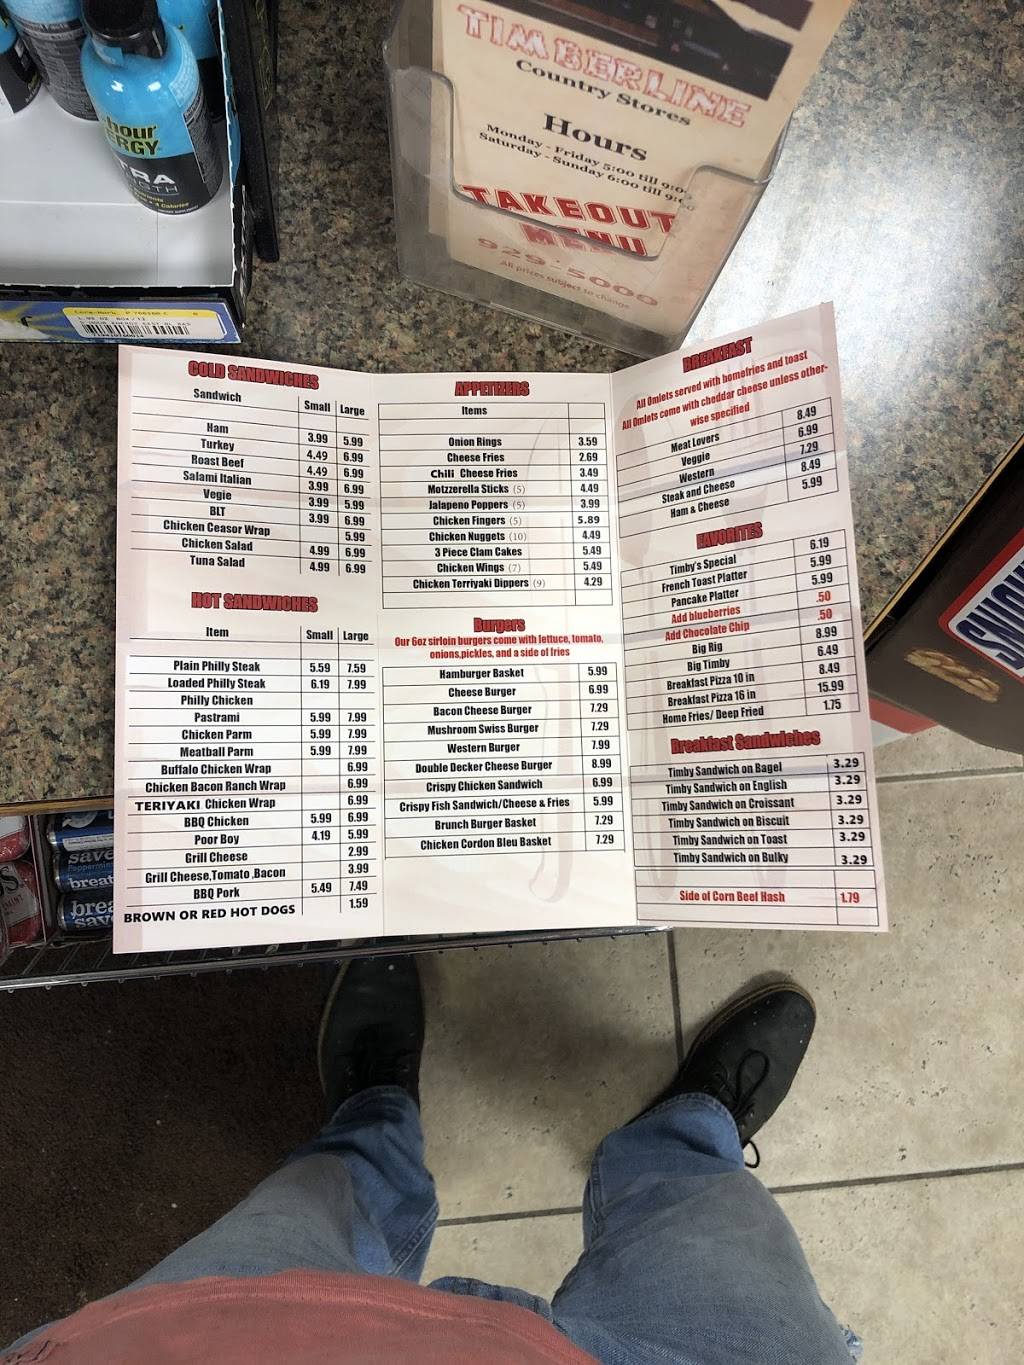 hour
ERGY
TRA
NGTH
TIMBERLINE
Country Stores
Hours
Monday - Friday 5:00 till 9:00
Saturday - Sunday 6:00 till 9:00
TAKEOUT
MENU
929-5000
All prices subject to change
COLD SANDWICHES
Sandwich Small Large
Ham 3.99 5.99
Turkey 4.49 6.99
Roast Beef 4.49 6.99
Salami Italian 3.99 6.99
Vegie 3.99 5.99
BLT 3.99 6.99
Chicken Ceasor Wrap 5.99
Chicken Salad 4.99 6.99
Tuna Salad 4.99 6.99
HOT SANDWICHES
Item Small Large
Plain Philly Steak 5.59 7.59
Loaded Philly Steak 6.19 7.99
Philly Chicken
Pastrami 5.99 7.99
Chicken Parm 5.99 7.99
Meatball Parm 5.99 7.99
Buffalo Chicken Wrap 6.99
Chicken Bacon Ranch Wrap 6.99
TERIYAKI Chicken Wrap 6.99
BBQ Chicken 5.99 6.99
Poor Boy 4.19 5.99
Grill Cheese 2.99
Grill Cheese,Tomato ,Bacon 3.99
BBQ Pork 5.49 7.49
BROWN OR RED HOT DOGS 1.59
APPETIZERS
Items
Onion Rings 3.59
Cheese Fries 2.69
Chili Cheese Fries 3.49
Motzzerella Sticks (5) 4.49
Jalapeno Poppers (5) 3.99
Chicken Fingers (5) 5.89
Chicken Nuggets (10) 4.49
3 Piece Clam Cakes 5.49
Chicken Wings (7) 5.49
Chicken Terriyaki Dippers (9) 4.29
Burgers
Our 6oz sirloin burgers come with lettuce, tomato,
onions,pickles, and a side of fries
Hamburger Basket 5.99
Cheese Burger 6.99
Bacon Cheese Burger 7.29
Mushroom Swiss Burger 7.29
Western Burger 7.99
Double Decker Cheese Burger 8.99
Crispy Chicken Sandwich 6.99
Crispy Fish Sandwich/Cheese & Fries 5.99
Brunch Burger Basket 7.29
Chicken Cordon Bleu Basket 7.29
BREAKFAST
All Omlets served with homefries and toast
All Omlets come with cheddar cheese unless other-
wise specified
Meat Lovers 8.49
Veggie 6.99
Western 7.29
Steak and Cheese 8.49
Ham & Cheese 5.99
FAVORITES
Timby's Special 6.19
French Toast Platter 5.99
Pancake Platter 5.99
Add blueberries .50
Add Chocolate Chip .50
Big Rig 8.99
Big Timby 6.49
Breakfast Pizza 10 in 8.49
Breakfast Pizza 16 in 15.99
Home Fries/ Deep Fried 1.75
Breakfast Sandwiches
Timby Sandwich on Bagel 3.29
Timby Sandwich on English 3.29
Timby Sandwich on Croissant 3.29
Timby Sandwich on Biscuit 3.29
Timby Sandwich on Toast 3.29
Timby Sandwich on Bulky 3.29
Side of Corn Beef Hash 1.79
save
Peppermint
breat
brea
sav